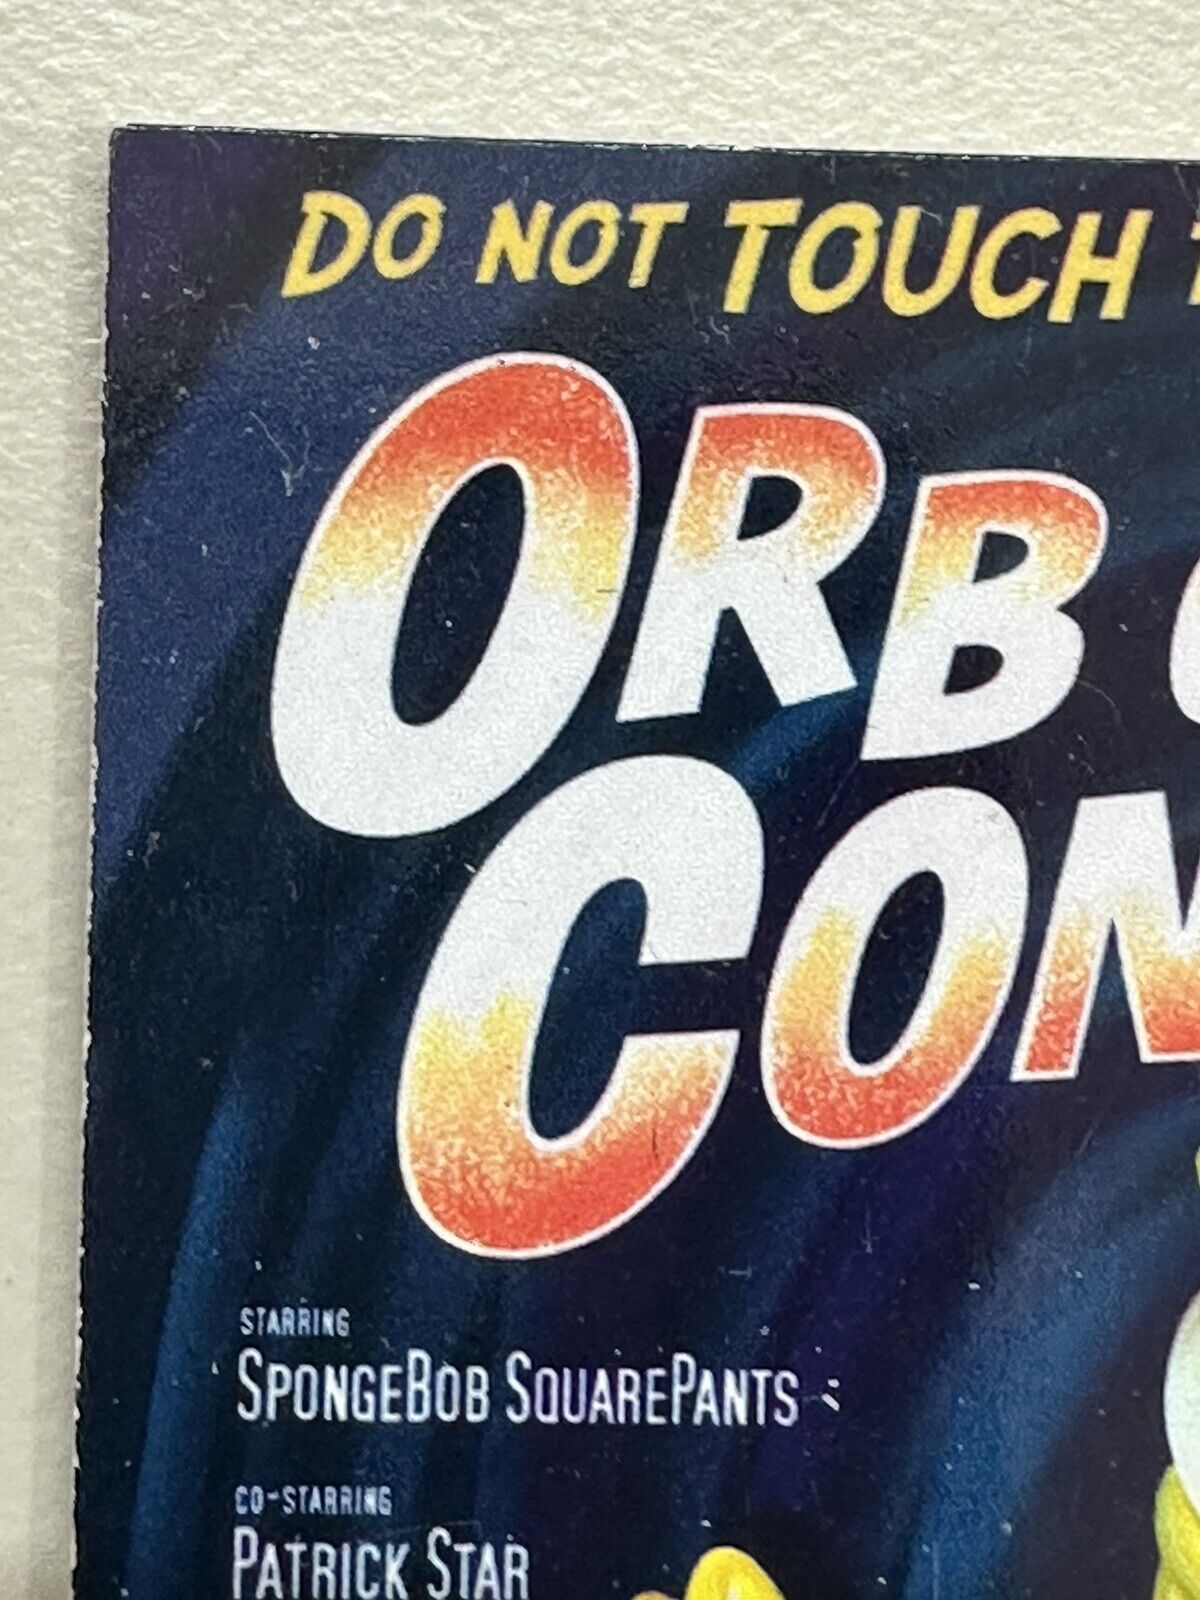 DO NOT TOUCH
ORB
CON
STARRING
SPONGEBOB SQUAREPANTS
CO-STARRING
PATRICK STAR